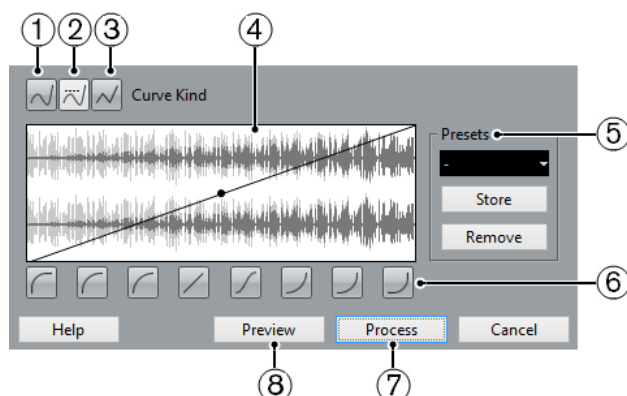 ① ② ③ ④
Curve Kind
Presets ⑤
-
Store
Remove
⑥
Help Preview Process Cancel
⑧ ⑦